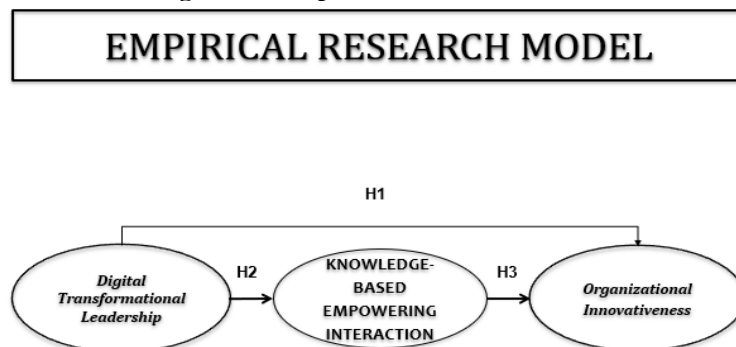 EMPIRICAL RESEARCH MODEL
H1
Digital
Transformational
Leadership
H2
KNOWLEDGE-
BASED
EMPOWERING
INTERACTION
H3
Organizational
Innovativeness